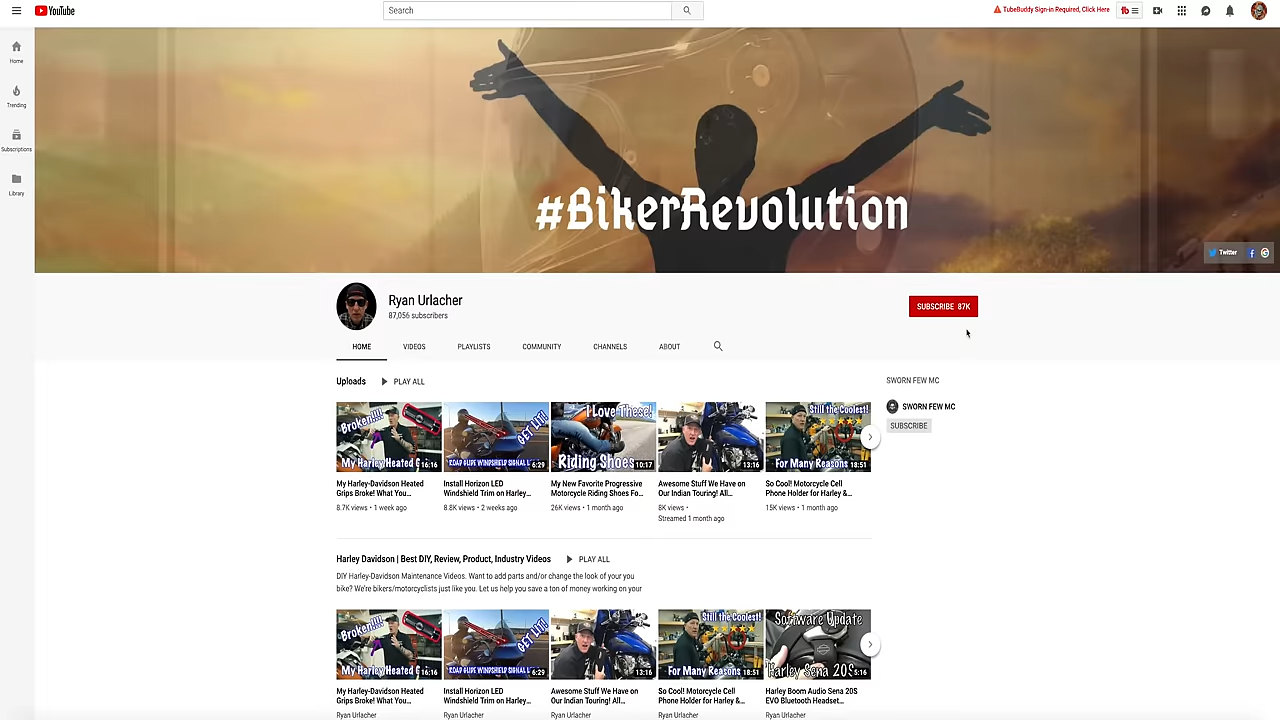 YouTube
Search
TubeBuddy Sign-in Required, Click Here
tb
Home
Trending
Subscriptions
Library
#BikerRevolution
Twitter
Ryan Urlacher
87,056 subscribers
SUBSCRIBE 87K
HOME VIDEOS PLAYLISTS COMMUNITY CHANNELS ABOUT
Uploads PLAY ALL
SWORN FEW MC
SWORN FEW MC
SUBSCRIBE
Broken!!!!
My Harley Heated G
16:16
GET LIT!
ROAD GLIDE WINDSHIELD SIGNAL L
6:29
I Love These!
Riding Shoes
10:17
13:16
Still the Coolest!
For Many Reasons
18:51
My Harley-Davidson Heated
Grips Broke! What You...
8.7K views • 1 week ago
Install Horizon LED
Windshield Trim on Harley...
8.8K views • 2 weeks ago
My New Favorite Progressive
Motorcycle Riding Shoes Fo...
26K views • 1 month ago
Awesome Stuff We Have on
Our Indian Touring! All...
8K views •
Streamed 1 month ago
So Cool! Motorcycle Cell
Phone Holder for Harley &...
15K views • 1 month ago
Harley Davidson | Best DIY, Review, Product, Industry Videos PLAY ALL
DIY Harley-Davidson Maintenance Videos. Want to add parts and/or change the look of your you
bike? We're bikers/motorcyclists just like you. Let us help you save a ton of money working on your
Broken!!!!
My Harley Heated G
16:16
GET LIT!
ROAD GLIDE WINDSHIELD SIGNAL L
6:29
13:16
Still the Coolest!
For Many Reasons
18:51
Software Update
Harley Sena 20S
5:16
My Harley-Davidson Heated
Grips Broke! What You...
Ryan Urlacher
Install Horizon LED
Windshield Trim on Harley...
Ryan Urlacher
Awesome Stuff We Have on
Our Indian Touring! All...
Ryan Urlacher
So Cool! Motorcycle Cell
Phone Holder for Harley &...
Ryan Urlacher
Harley Boom Audio Sena 20S
EVO Bluetooth Headset...
Ryan Urlacher